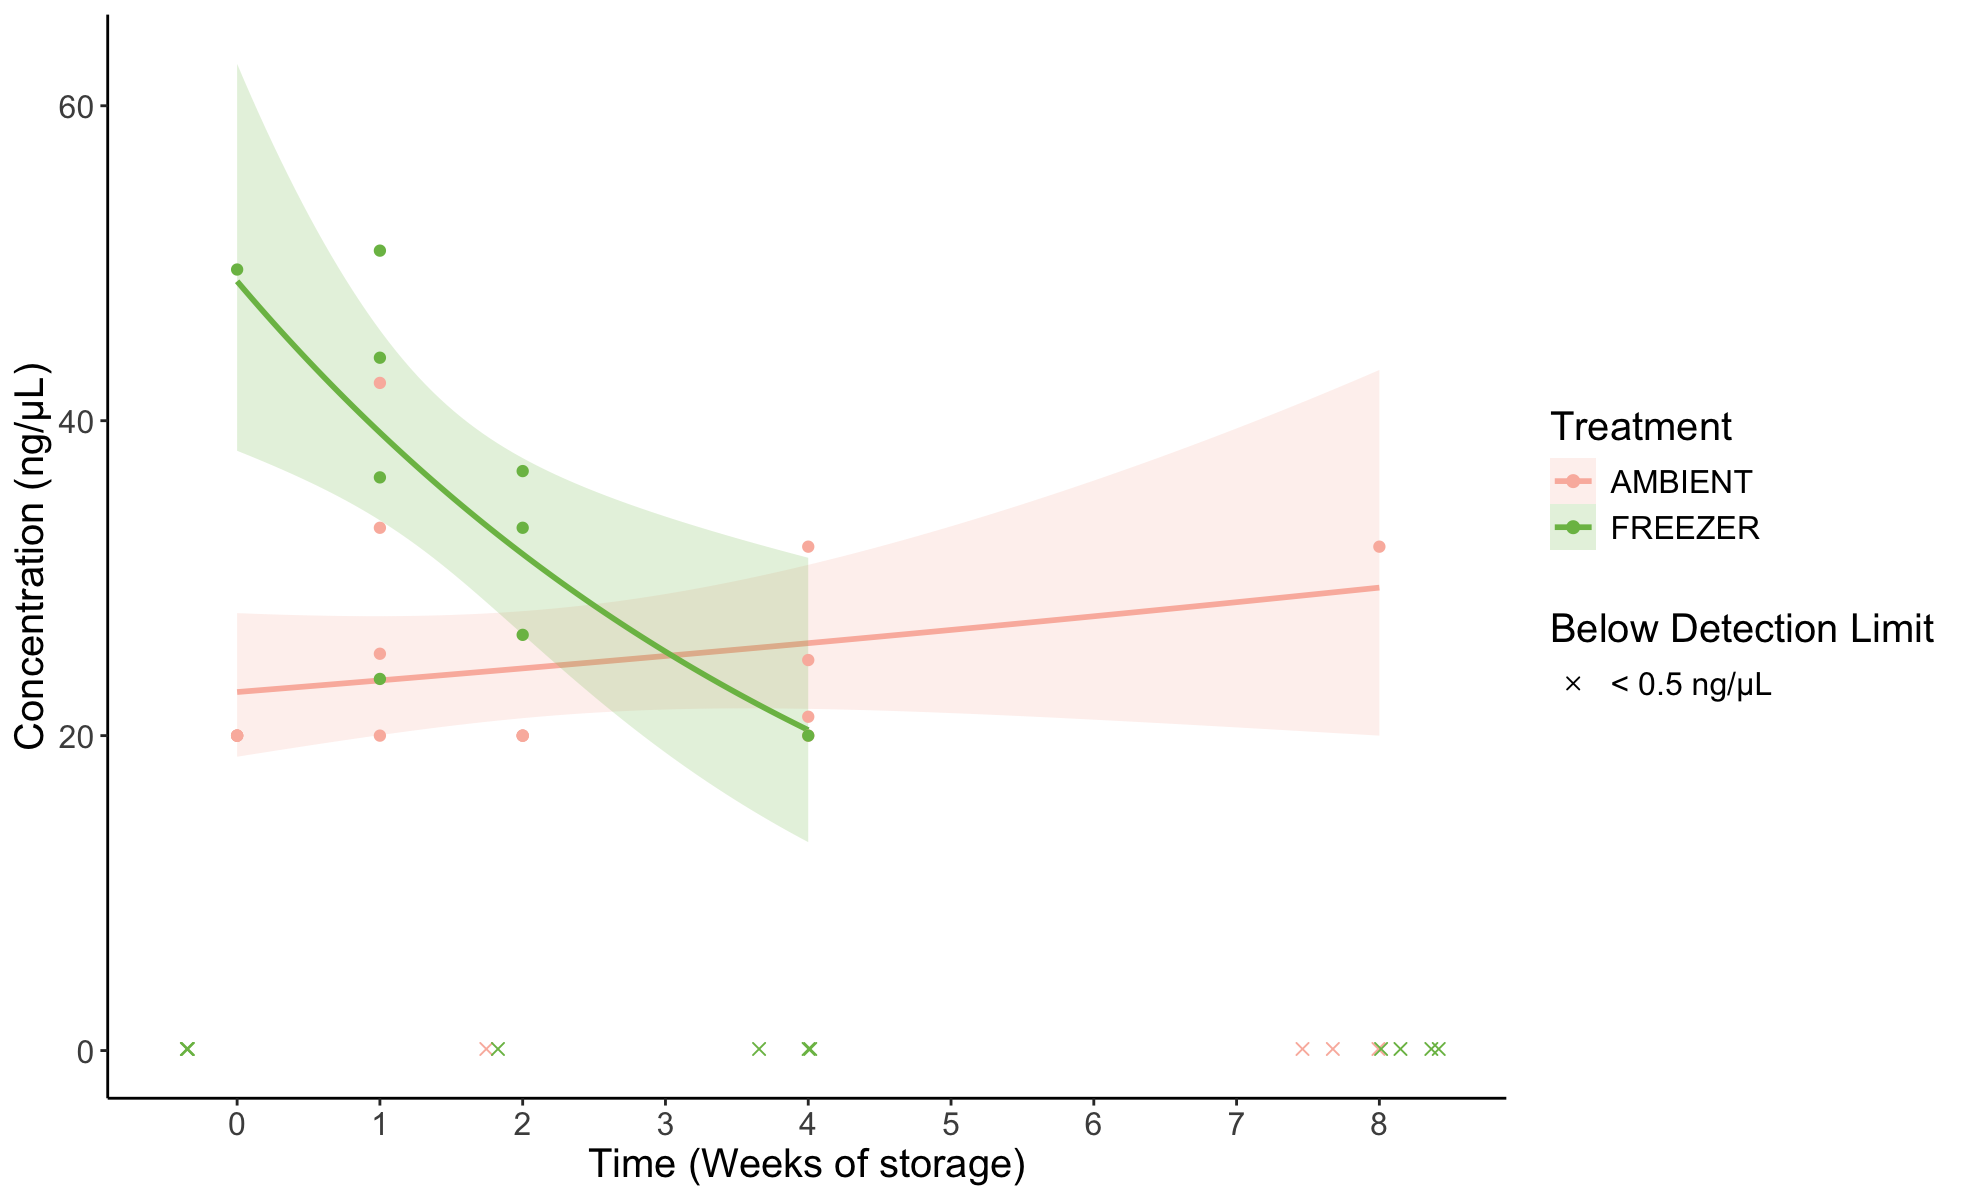 60
40
20
0
Concentration (ng/µL)
0 1 2 3 4 5 6 7 8
Time (Weeks of storage)
Treatment
AMBIENT
FREEZER
Below Detection Limit
< 0.5 ng/µL